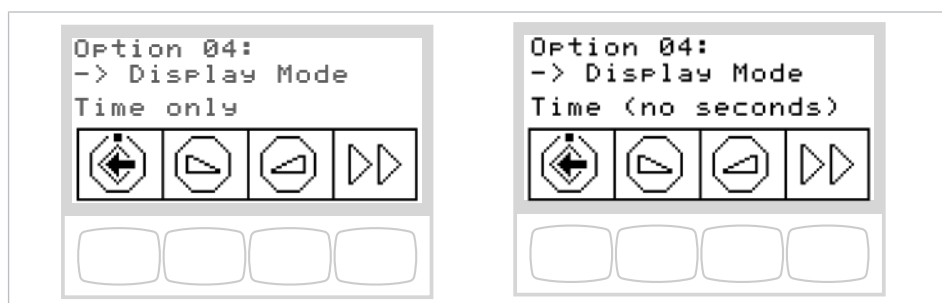 Option 04:
-> Display Mode
Time only
Option 04:
-> Display Mode
Time (no seconds)